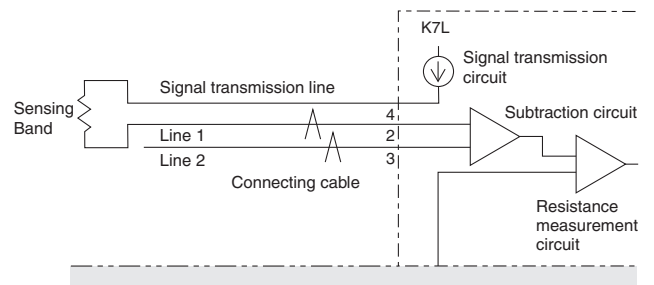 K7L
Signal transmission
circuit
Signal transmission line
Sensing
Band
4
Subtraction circuit
Line 1
2
Line 2
3
Connecting cable
Resistance
measurement
circuit